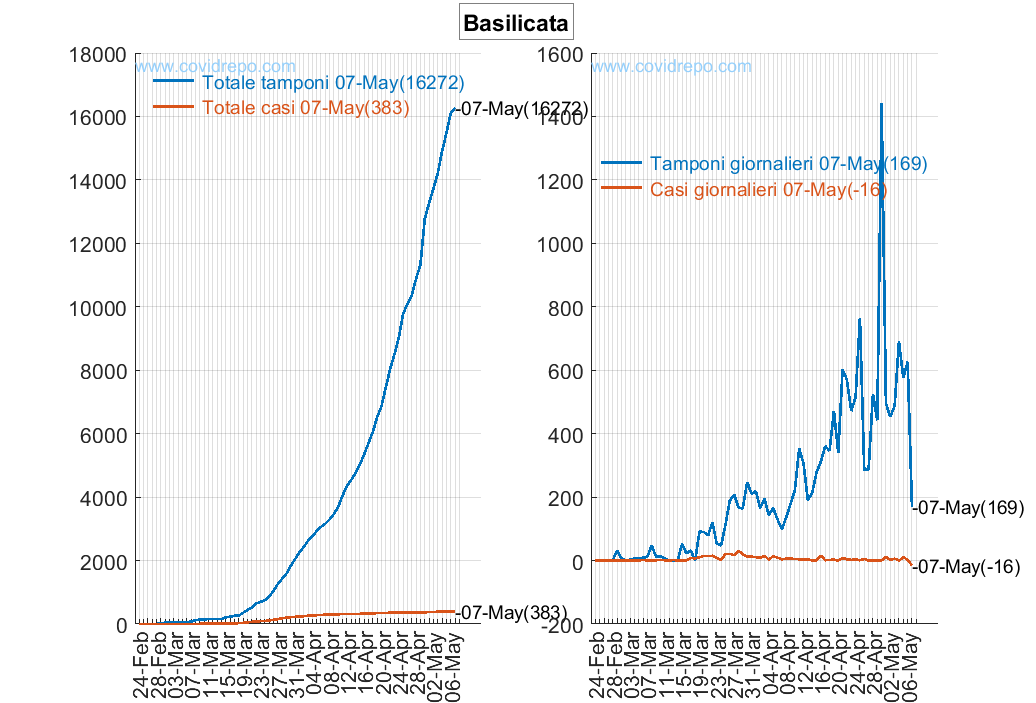 Basilicata
www.covidrepo.com
Totale tamponi 07-May(16272)
Totale casi 07-May(383)
18000
16000
14000
12000
10000
8000
6000
4000
2000
0
-07-May(16272)
-07-May(383)
24-Feb
28-Feb
03-Mar
07-Mar
11-Mar
15-Mar
19-Mar
23-Mar
27-Mar
31-Mar
04-Apr
08-Apr
12-Apr
16-Apr
20-Apr
24-Apr
28-Apr
02-May
06-May
www.covidrepo.com
Tamponi giornalieri 07-May(169)
Casi giornalieri 07-May(-16)
1600
1400
1200
1000
800
600
400
200
0
-200
-07-May(169)
-07-May(-16)
24-Feb
28-Feb
03-Mar
07-Mar
11-Mar
15-Mar
19-Mar
23-Mar
27-Mar
31-Mar
04-Apr
08-Apr
12-Apr
16-Apr
20-Apr
24-Apr
28-Apr
02-May
06-May